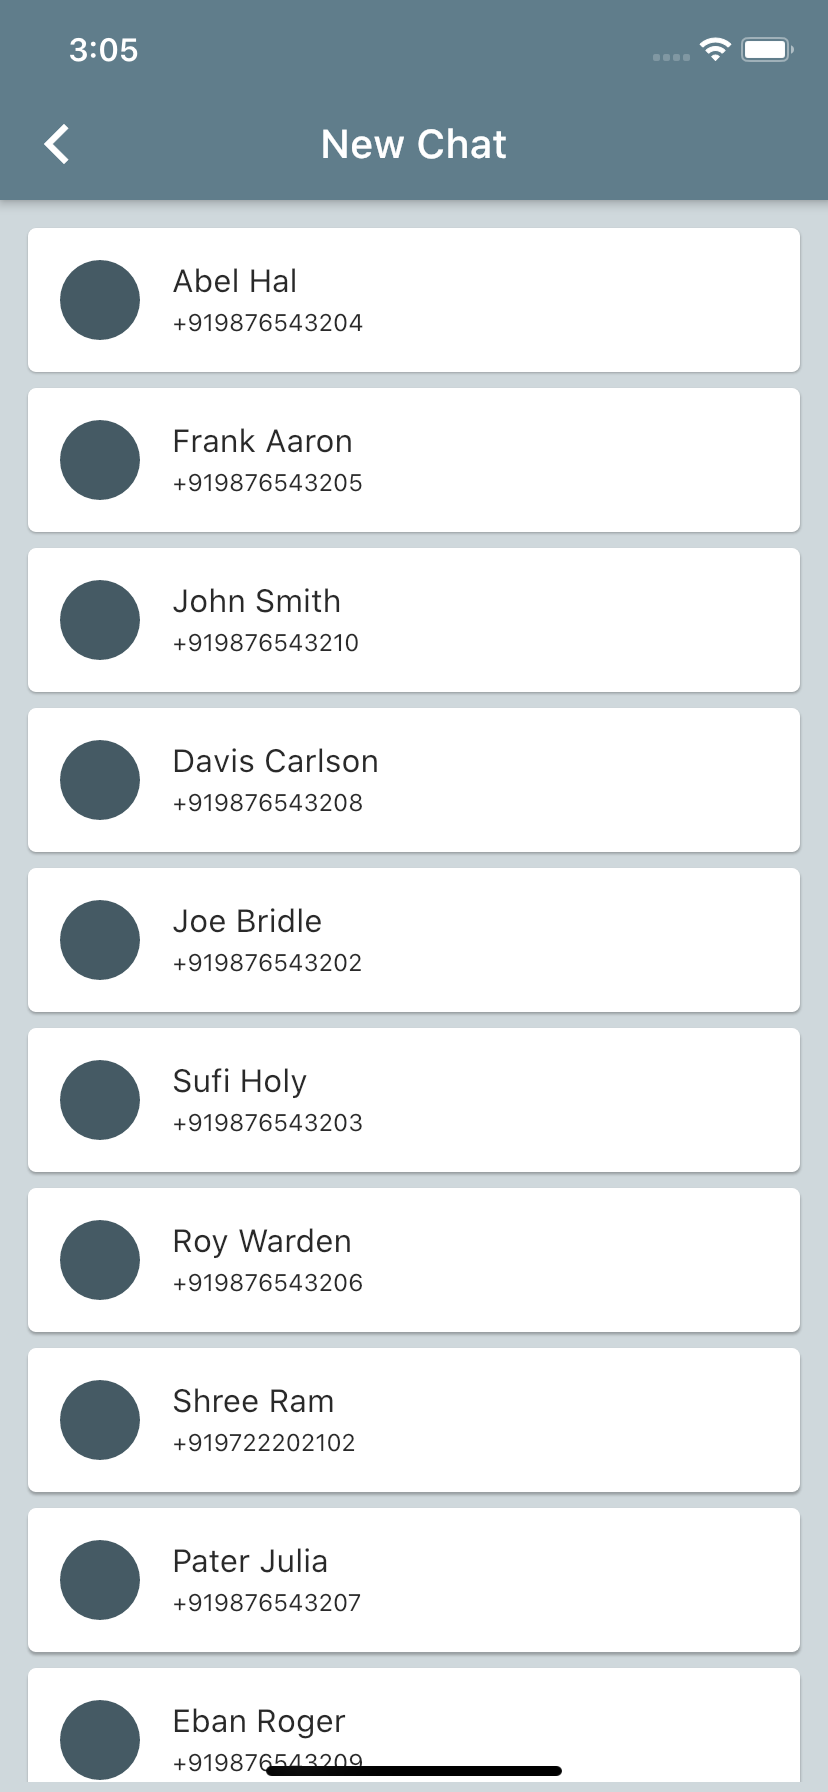 3:05
New Chat
Abel Hal
+919876543204
Frank Aaron
+919876543205
John Smith
+919876543210
Davis Carlson
+919876543208
Joe Bridle
+919876543202
Sufi Holy
+919876543203
Roy Warden
+919876543206
Shree Ram
+919722202102
Pater Julia
+919876543207
Eban Roger
+919876543209